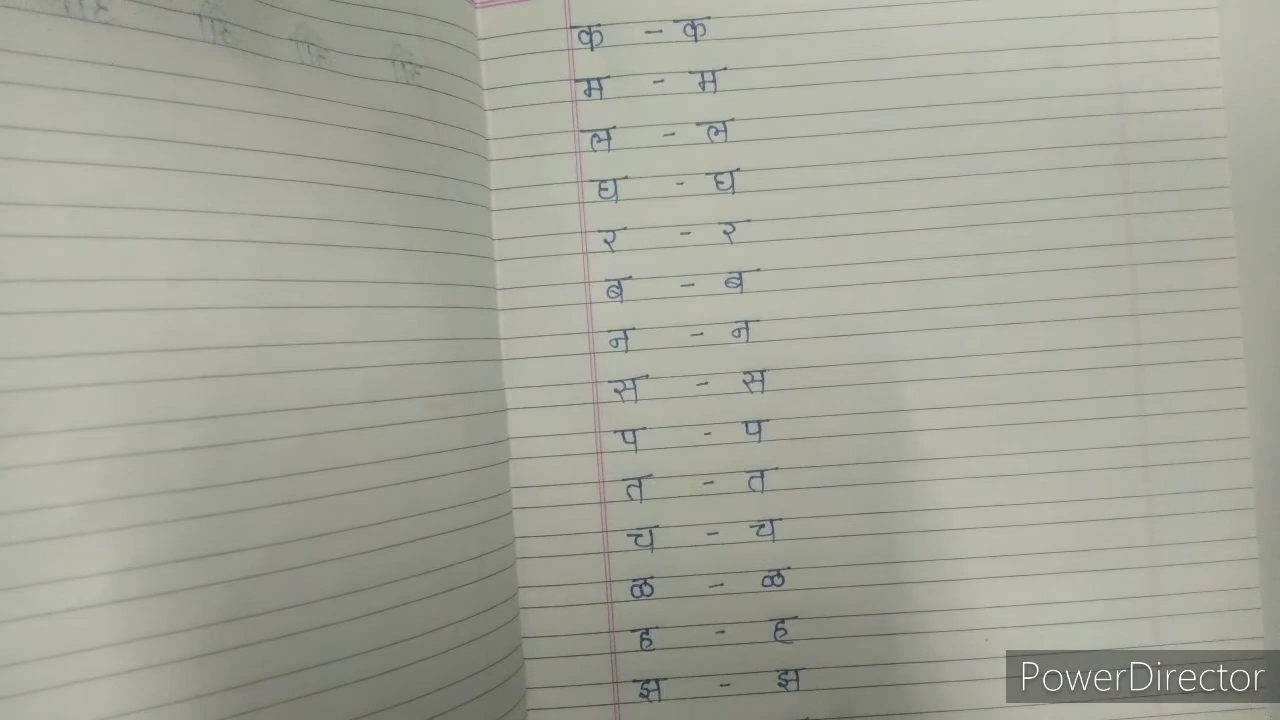 क - क
म - म
ल - ल
घ - घ
र - र
ब - ब
न - न
स - स
प - प
त - त
च - च
ळ - ळ
ह - ह
झ - झ
PowerDirector